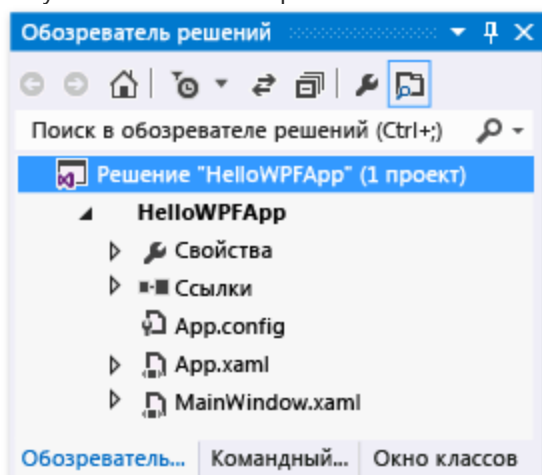 Обозреватель решений
Поиск в обозревателе решений (Ctrl+;)
Решение "HelloWPFApp" (1 проект)
HelloWPFApp
Свойства
Ссылки
App.config
App.xaml
MainWindow.xaml
Обозреватель... Командный... Окно классов